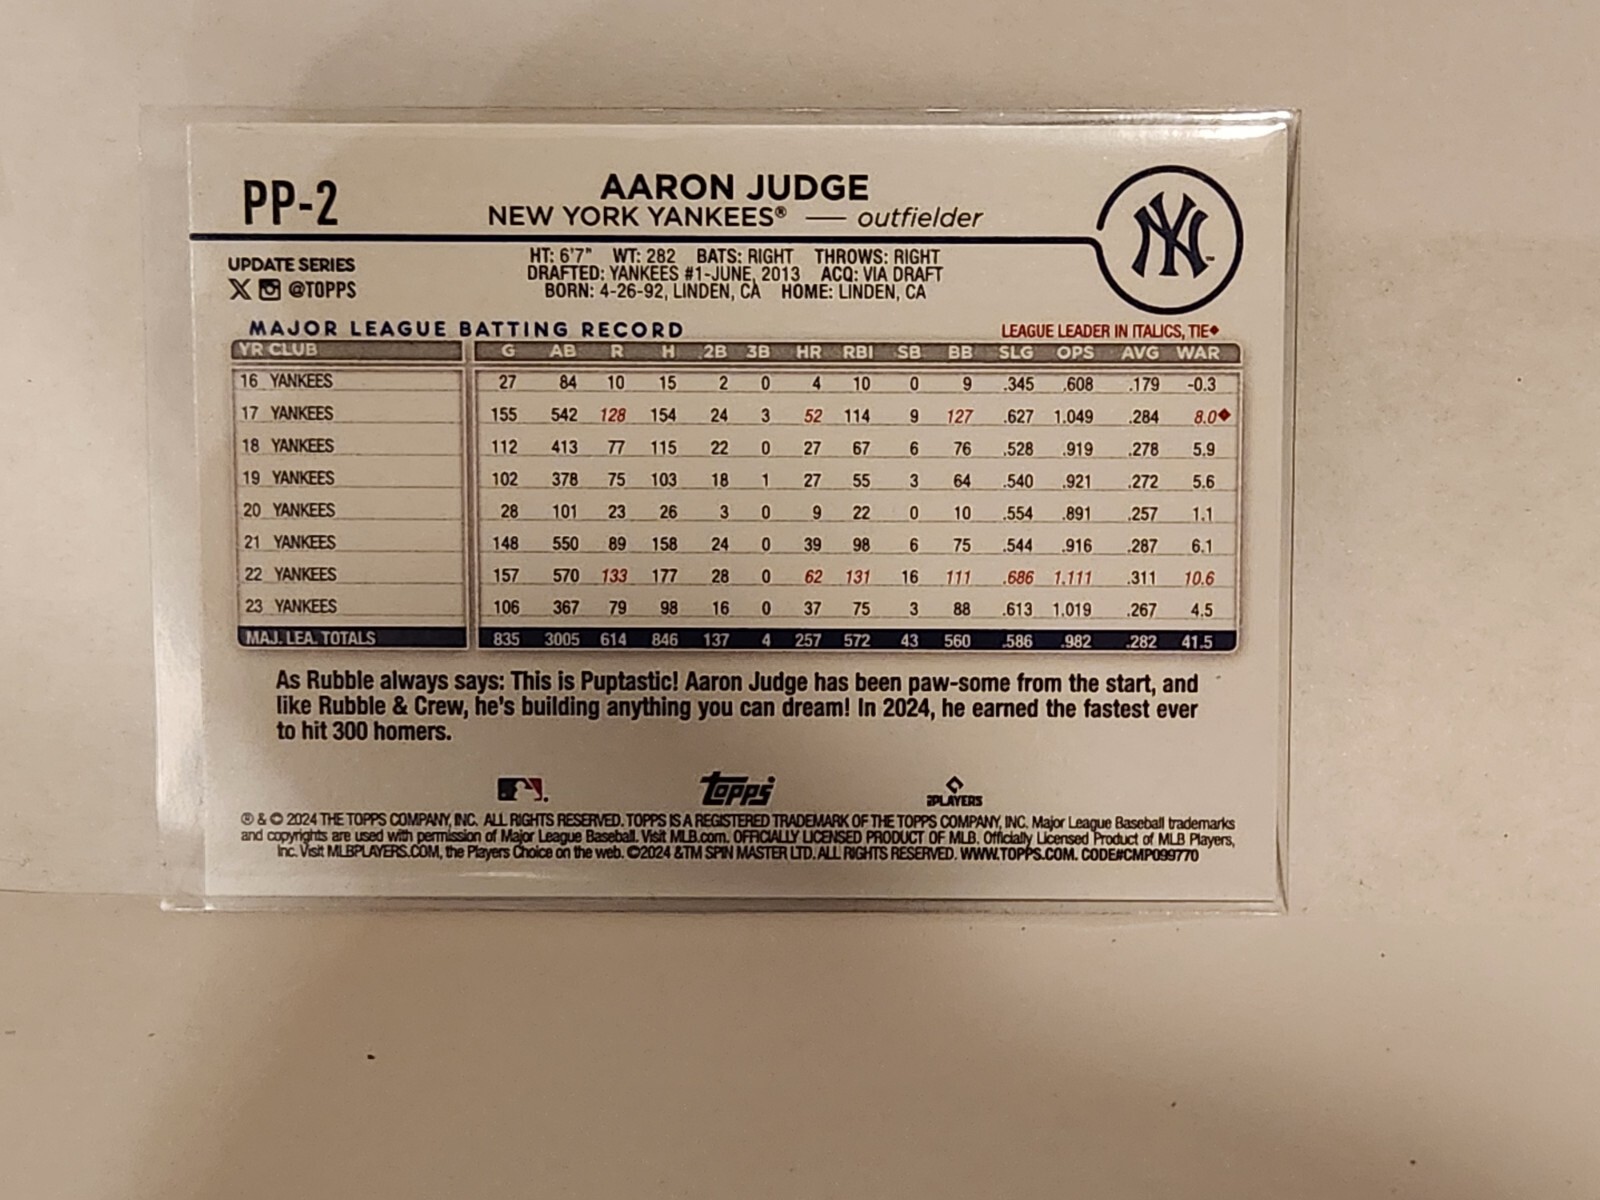 PP-2
AARON JUDGE
NEW YORK YANKEES® — outfielder
NY
UPDATE SERIES
X @TOPPS
HT: 6'7" WT: 282 BATS: RIGHT THROWS: RIGHT
DRAFTED: YANKEES #1-JUNE, 2013 ACQ: VIA DRAFT
BORN: 4-26-92, LINDEN, CA HOME: LINDEN, CA
MAJOR LEAGUE BATTING RECORD LEAGUE LEADER IN ITALICS, TIE◆
YR CLUB G AB R H 2B 3B HR RBI SB BB SLG OPS AVG WAR
16 YANKEES 27 84 10 15 2 0 4 10 0 9 .345 .608 .179 -0.3
17 YANKEES 155 542 128 154 24 3 52 114 9 127 .627 1.049 .284 8.0◆
18 YANKEES 112 413 77 115 22 0 27 67 6 76 .528 .919 .278 5.9
19 YANKEES 102 378 75 103 18 1 27 55 3 64 .540 .921 .272 5.6
20 YANKEES 28 101 23 26 3 0 9 22 0 10 .554 .891 .257 1.1
21 YANKEES 148 550 89 158 24 0 39 98 6 75 .544 .916 .287 6.1
22 YANKEES 157 570 133 177 28 0 62 131 16 111 .686 1.111 .311 10.6
23 YANKEES 106 367 79 98 16 0 37 75 3 88 .613 1.019 .267 4.5
MAJ. LEA. TOTALS 835 3005 614 846 137 4 257 572 43 560 .586 .982 .282 41.5
As Rubble always says: This is Puptastic! Aaron Judge has been paw-some from the start, and
like Rubble & Crew, he's building anything you can dream! In 2024, he earned the fastest ever
to hit 300 homers.
topps
PLAYERS
® & © 2024 THE TOPPS COMPANY, INC. ALL RIGHTS RESERVED. TOPPS IS A REGISTERED TRADEMARK OF THE TOPPS COMPANY, INC. Major League Baseball trademarks
and copyrights are used with permission of Major League Baseball. Visit MLB.com. OFFICIALLY LICENSED PRODUCT OF MLB. Officially Licensed Product of MLB Players,
Inc. Visit MLBPLAYERS.COM, the Players Choice on the web. ©2024 &TM SPIN MASTER LTD. ALL RIGHTS RESERVED. WWW.TOPPS.COM. CODE#CMP099770